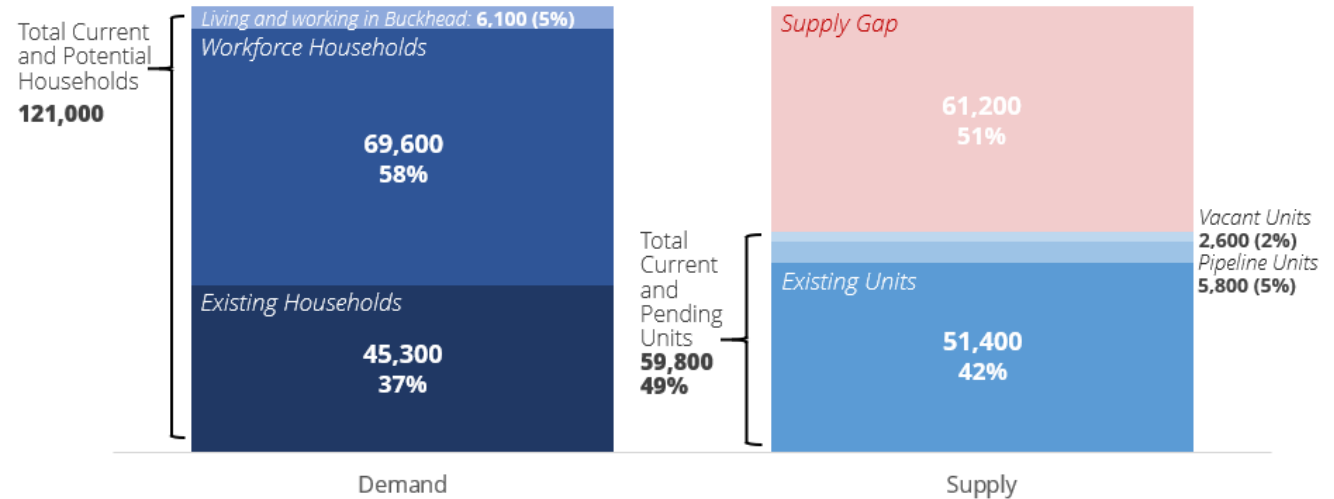 Total Current
and Potential
Households
121,000
Living and working in Buckhead: 6,100 (5%)
Workforce Households
69,600
58%
Existing Households
45,300
37%
Demand
Supply Gap
61,200
51%
Total
Current
and
Pending
Units
59,800
49%
Vacant Units
2,600 (2%)
Pipeline Units
5,800 (5%)
Existing Units
51,400
42%
Supply